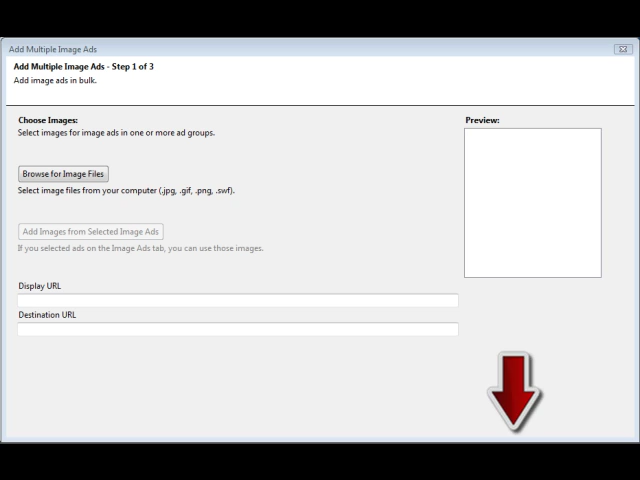 Add Multiple Image Ads
Add Multiple Image Ads - Step 1 of 3
Add image ads in bulk.
Choose Images:
Select images for image ads in one or more ad groups.
Preview:
Browse for Image Files
Select image files from your computer (.jpg, .gif, .png, .swf).
Add Images from Selected Image Ads
If you selected ads on the Image Ads tab, you can use those images.
Display URL
Destination URL